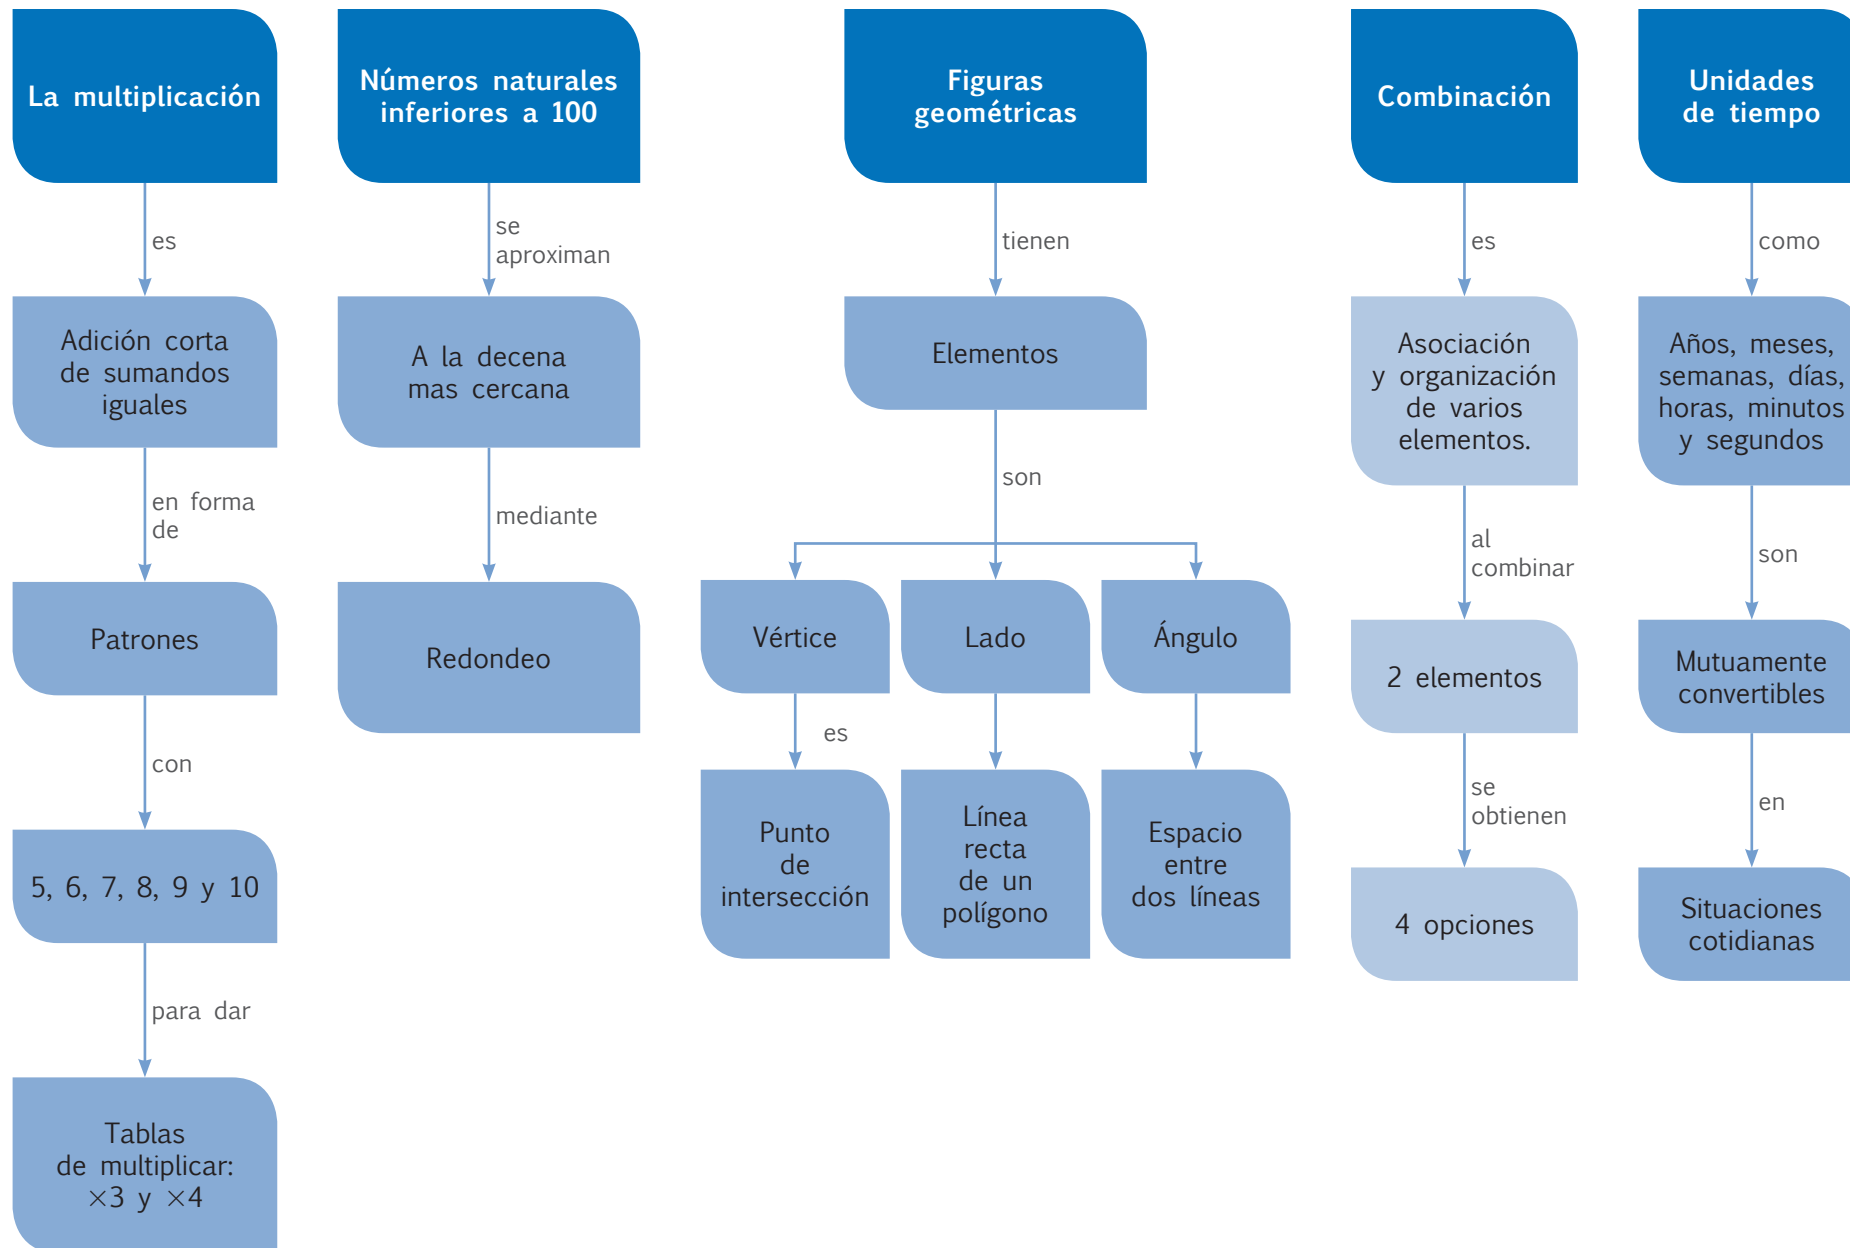 La multiplicación
es
Adición corta
de sumandos
iguales
en forma
de
Patrones
con
5, 6, 7, 8, 9 y 10
para dar
Tablas
de multiplicar:
×3 y ×4
Números naturales
inferiores a 100
se
aproximan
A la decena
mas cercana
mediante
Redondeo
Figuras
geométricas
tienen
Elementos
son
Vértice
es
Punto
de
intersección
Lado
Línea
recta
de un
polígono
Ángulo
Espacio
entre
dos líneas
Combinación
es
Asociación
y organización
de varios
elementos.
al
combinar
2 elementos
se
obtienen
4 opciones
Unidades
de tiempo
como
Años, meses,
semanas, días,
horas, minutos
y segundos
son
Mutuamente
convertibles
en
Situaciones
cotidianas